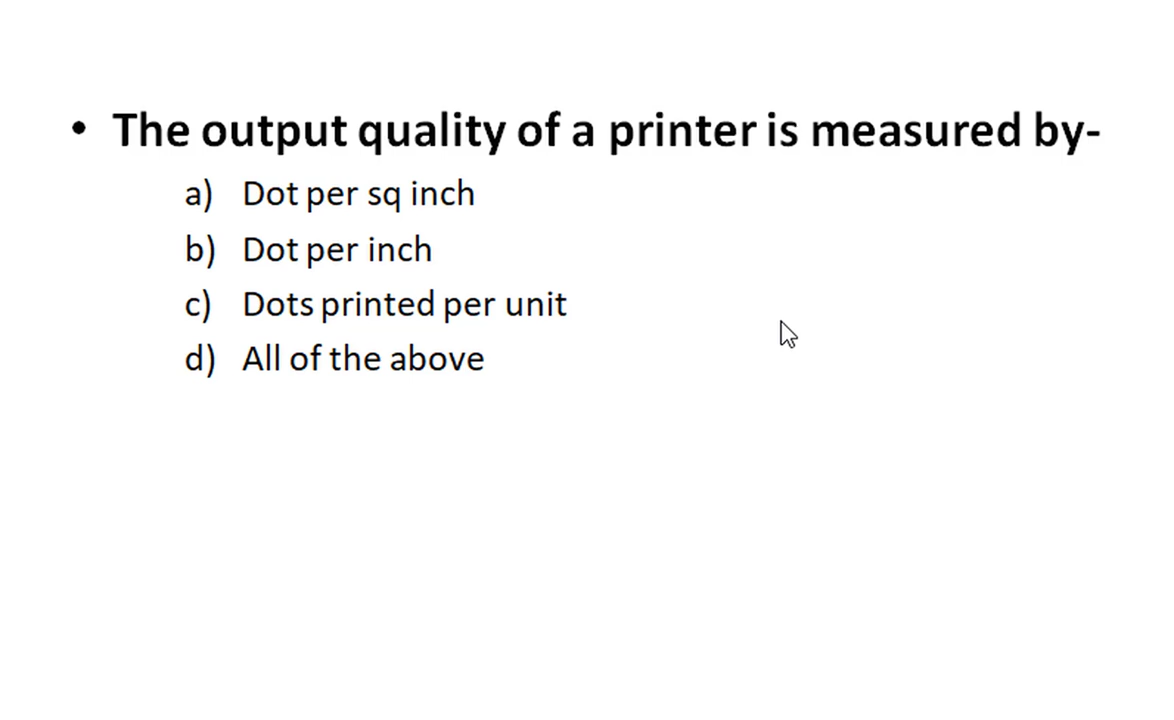 • The output quality of a printer is measured by-
a) Dot per sq inch
b) Dot per inch
c) Dots printed per unit
d) All of the above